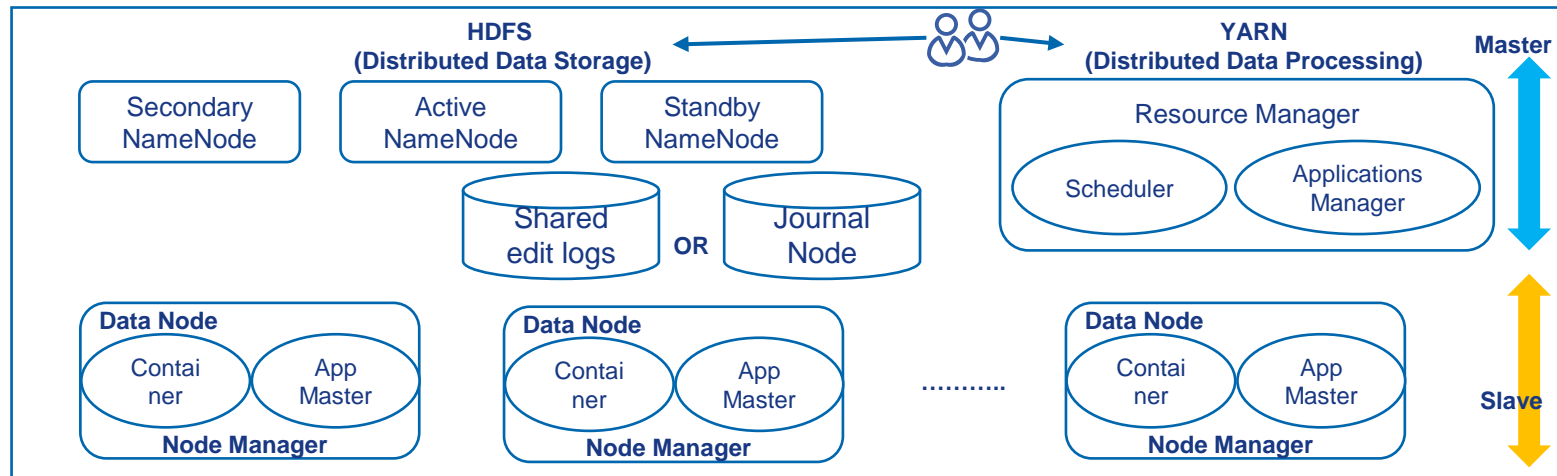 HDFS
(Distributed Data Storage)
YARN
(Distributed Data Processing)
Master
Secondary
NameNode
Active
NameNode
Standby
NameNode
Resource Manager
Scheduler
Applications
Manager
Shared
edit logs
OR
Journal
Node
Data Node
Contai
ner
App
Master
Node Manager
Data Node
Contai
ner
App
Master
Node Manager
………..
Data Node
Contai
ner
App
Master
Node Manager
Slave